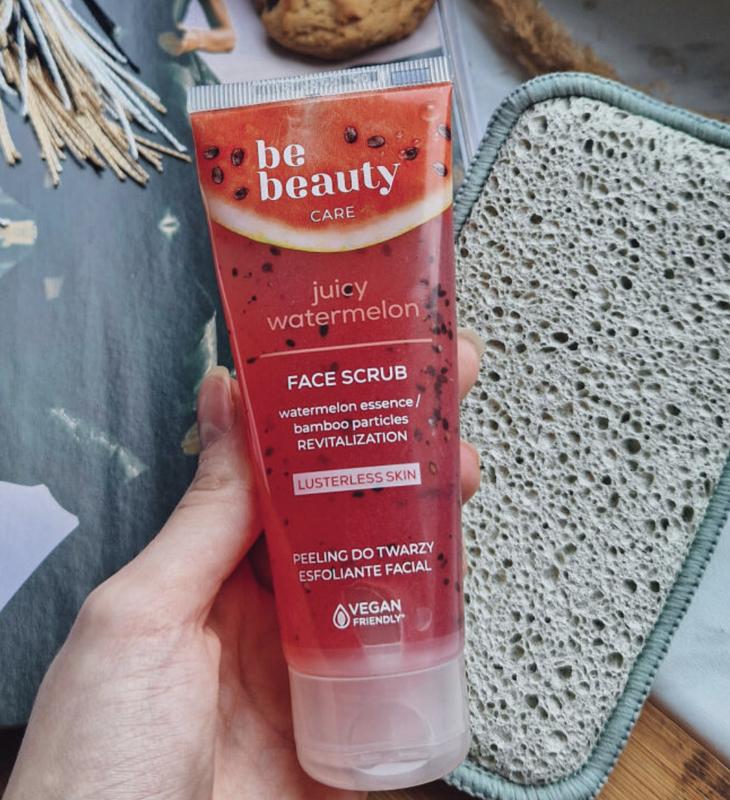 be
beauty
CARE
juicy
watermelon
FACE SCRUB
watermelon essence /
bamboo particles
REVITALIZATION
LUSTERLESS SKIN
PEELING DO TWARZY
ESFOLIANTE FACIAL
VEGAN
FRIENDLY*